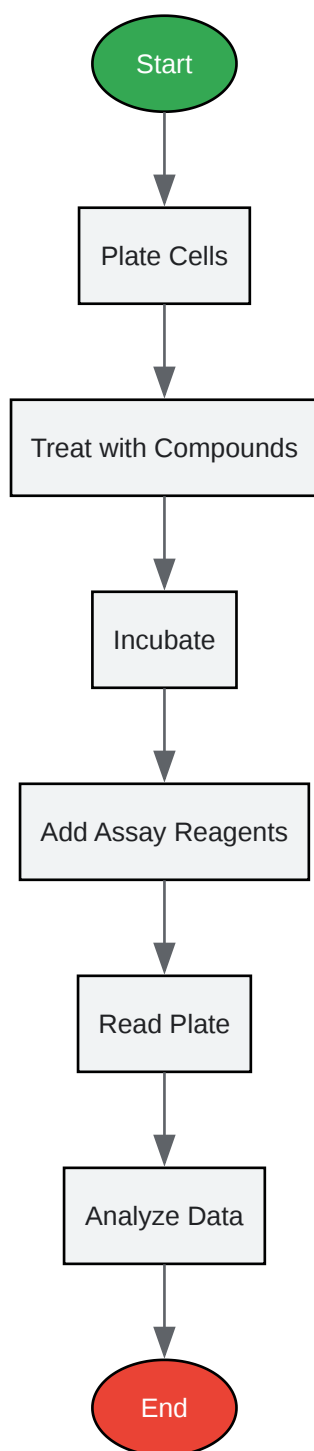 Start
Plate Cells
Treat with Compounds
Incubate
Add Assay Reagents
Read Plate
Analyze Data
End